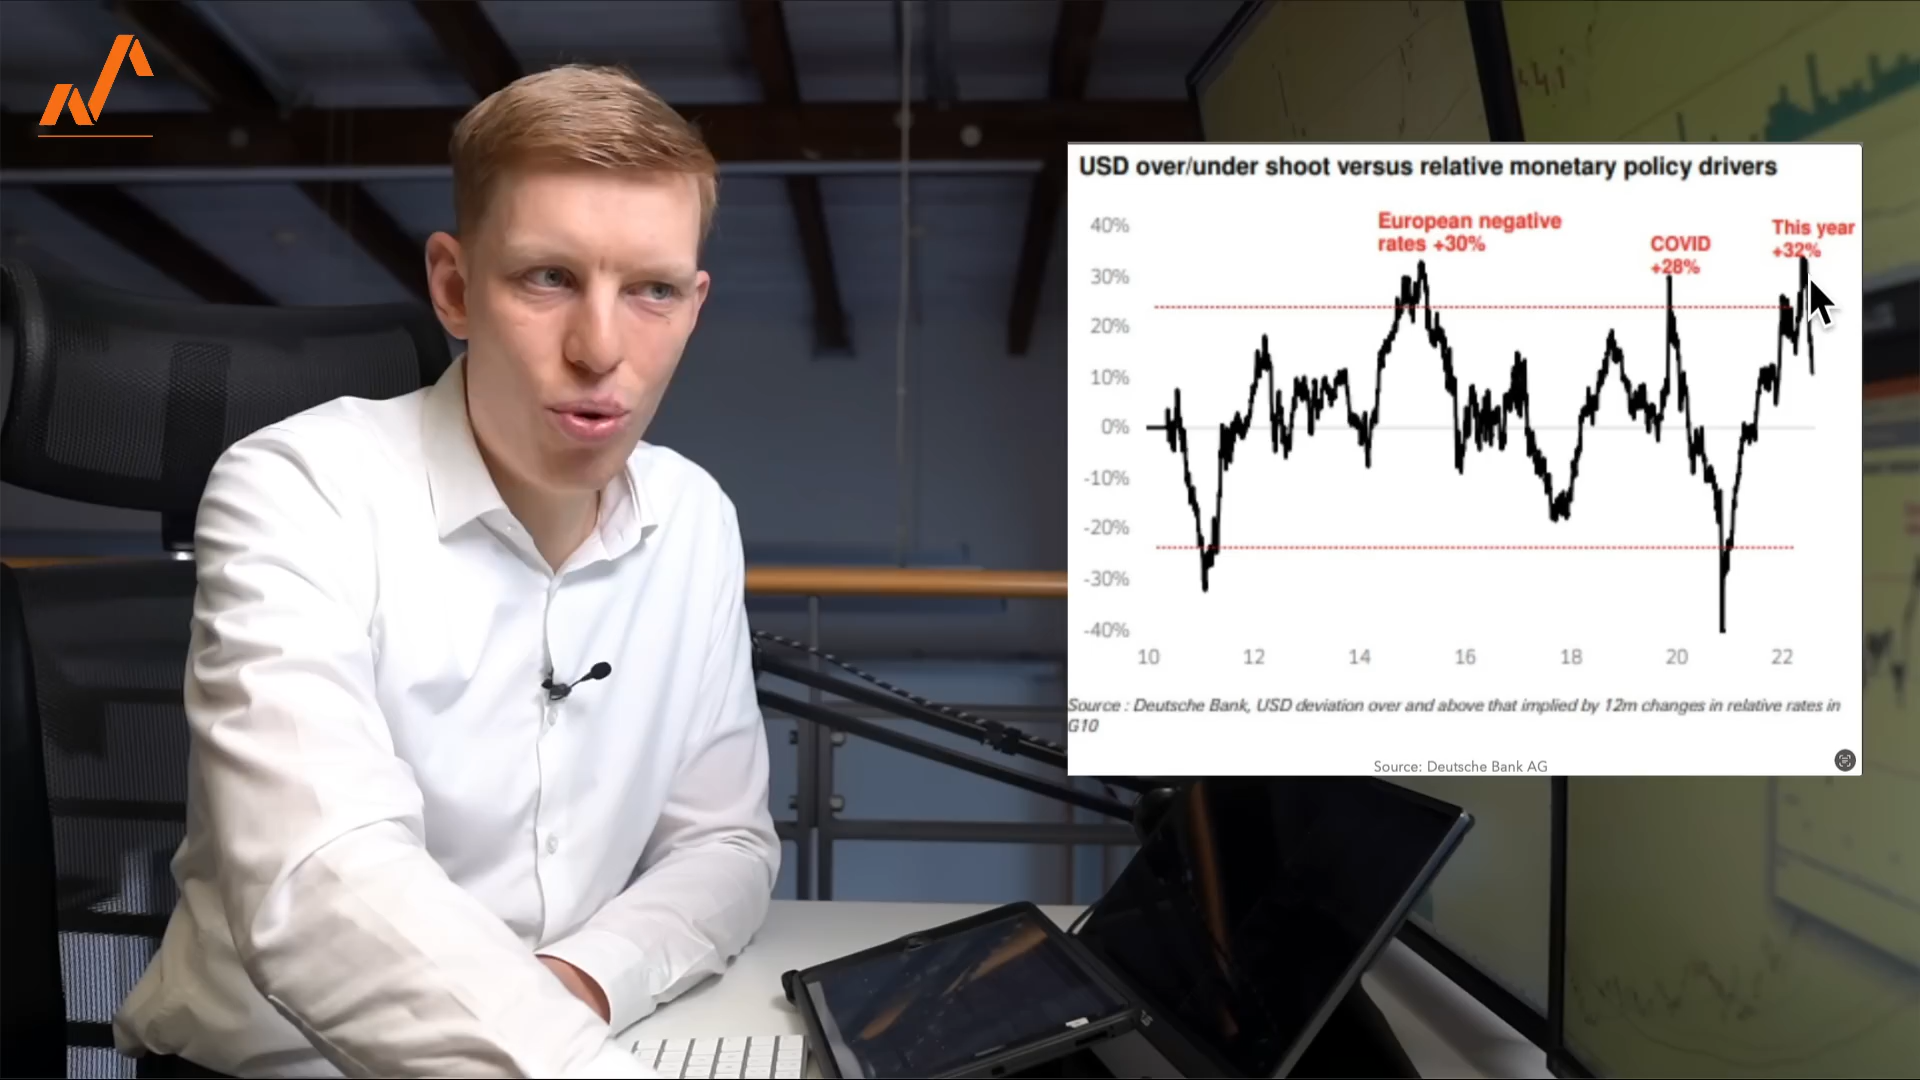 USD over/under shoot versus relative monetary policy drivers
40%
30%
20%
10%
0%
-10%
-20%
-30%
-40%
European negative
rates +30%
COVID
+28%
This year
+32%
10 12 14 16 18 20 22
Source : Deutsche Bank, USD deviation over and above that implied by 12m changes in relative rates in
G10
Source: Deutsche Bank AG